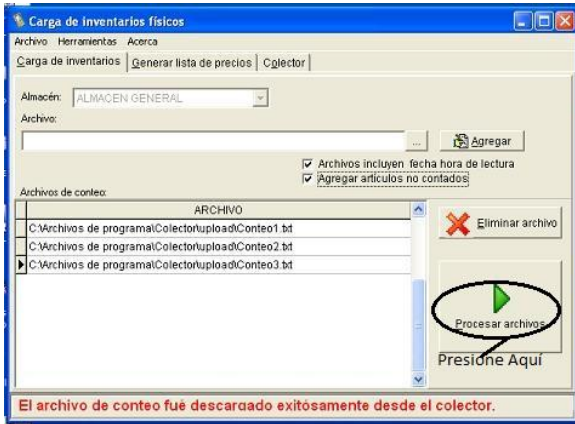 Carga de inventarios físicos
Archivo Herramientas Acerca
Carga de inventarios Generar lista de precios Colector
Almacén: ALMACEN GENERAL
Archivo:
... Agregar
Archivos incluyen fecha hora de lectura
Agregar artículos no contados
Archivos de conteo:
ARCHIVO
C:\Archivos de programa\Colector\upload\Conteo1.txt
C:\Archivos de programa\Colector\upload\Conteo2.txt
C:\Archivos de programa\Colector\upload\Conteo3.txt
Eliminar archivo
Procesar archivos
Presione Aquí
El archivo de conteo fué descargado exitósamente desde el colector.